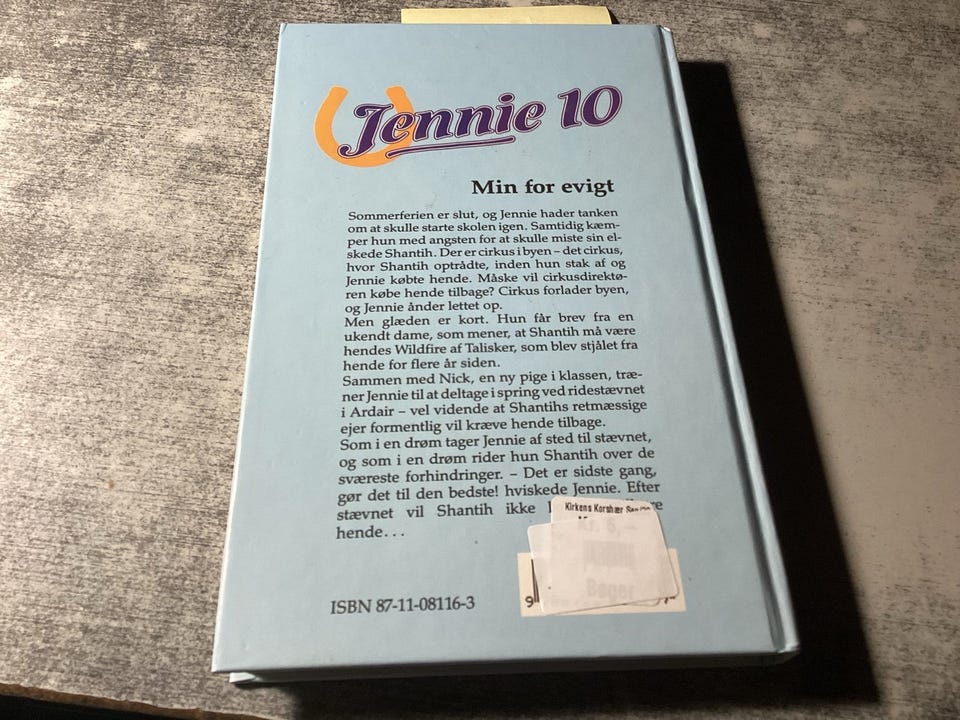 Jennie 10
Min for evigt
Sommerferien er slut, og Jennie hader tanken
om at skulle starte skolen igen. Samtidig kæm-
per hun med angsten for at skulle miste sin el-
skede Shantih. Der er cirkus i byen – det cirkus,
hvor Shantih optrådte, inden hun stak af og
Jennie købte hende. Måske vil cirkusdirektø-
ren købe hende tilbage? Cirkus forlader byen,
og Jennie ånder lettet op.
Men glæden er kort. Hun får brev fra en
ukendt dame, som mener, at Shantih må være
hendes Wildfire af Talisker, som blev stjålet fra
hende for flere år siden.
Sammen med Nick, en ny pige i klassen, træ-
ner Jennie til at deltage i spring ved ridestævnet
i Ardair – vel vidende at Shantihs retmæssige
ejer formentlig vil kræve hende tilbage.
Som i en drøm tager Jennie af sted til stævnet,
og som i en drøm rider hun Shantih over de
sværeste forhindringer. – Det er sidste gang,
gør det til den bedste! hviskede Jennie. Efter
stævnet vil Shantih ikke
hende...
Kirkens Korshær
Kr. 5,–
Bøger
ISBN 87-11-08116-3
9